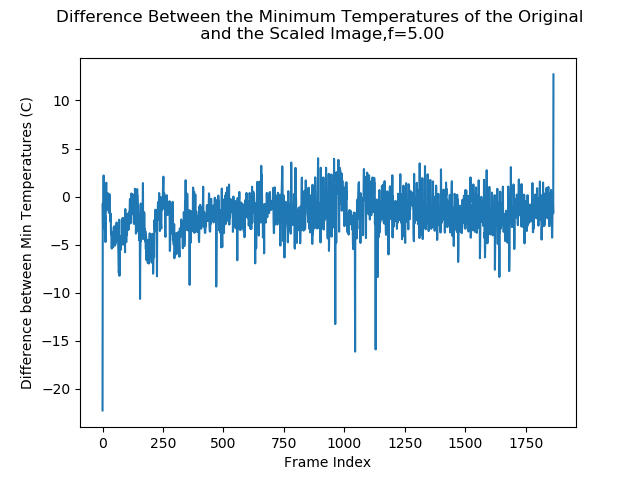 Difference Between the Minimum Temperatures of the Original
and the Scaled Image,f=5.00
Difference between Min Temperatures (C)
10
5
0
−5
−10
−15
−20
0 250 500 750 1000 1250 1500 1750
Frame Index